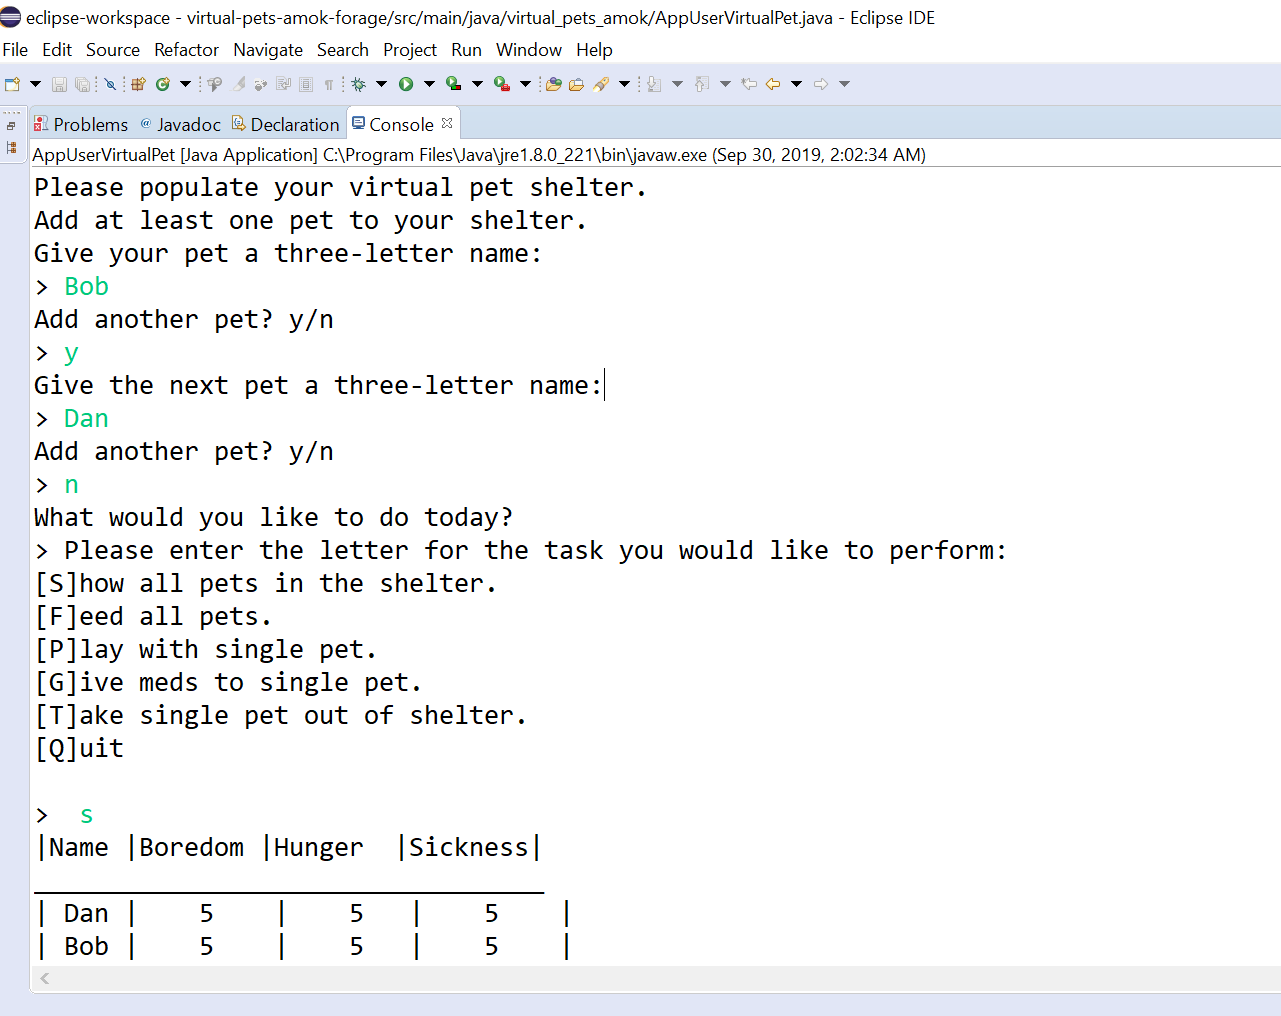 eclipse-workspace - virtual-pets-amok-forage/src/main/java/virtual_pets_amok/AppUserVirtualPet.java - Eclipse IDE
File Edit Source Refactor Navigate Search Project Run Window Help
Problems @ Javadoc Declaration Console
AppUserVirtualPet [Java Application] C:\Program Files\Java\jre1.8.0_221\bin\javaw.exe (Sep 30, 2019, 2:02:34 AM)
Please populate your virtual pet shelter.
Add at least one pet to your shelter.
Give your pet a three-letter name:
> Bob
Add another pet? y/n
> y
Give the next pet a three-letter name:
> Dan
Add another pet? y/n
> n
What would you like to do today?
> Please enter the letter for the task you would like to perform:
[S]how all pets in the shelter.
[F]eed all pets.
[P]lay with single pet.
[G]ive meds to single pet.
[T]ake single pet out of shelter.
[Q]uit
>  s
|Name |Boredom |Hunger  |Sickness|
__________________________________
| Dan |    5    |    5   |    5    |
| Bob |    5    |    5   |    5    |